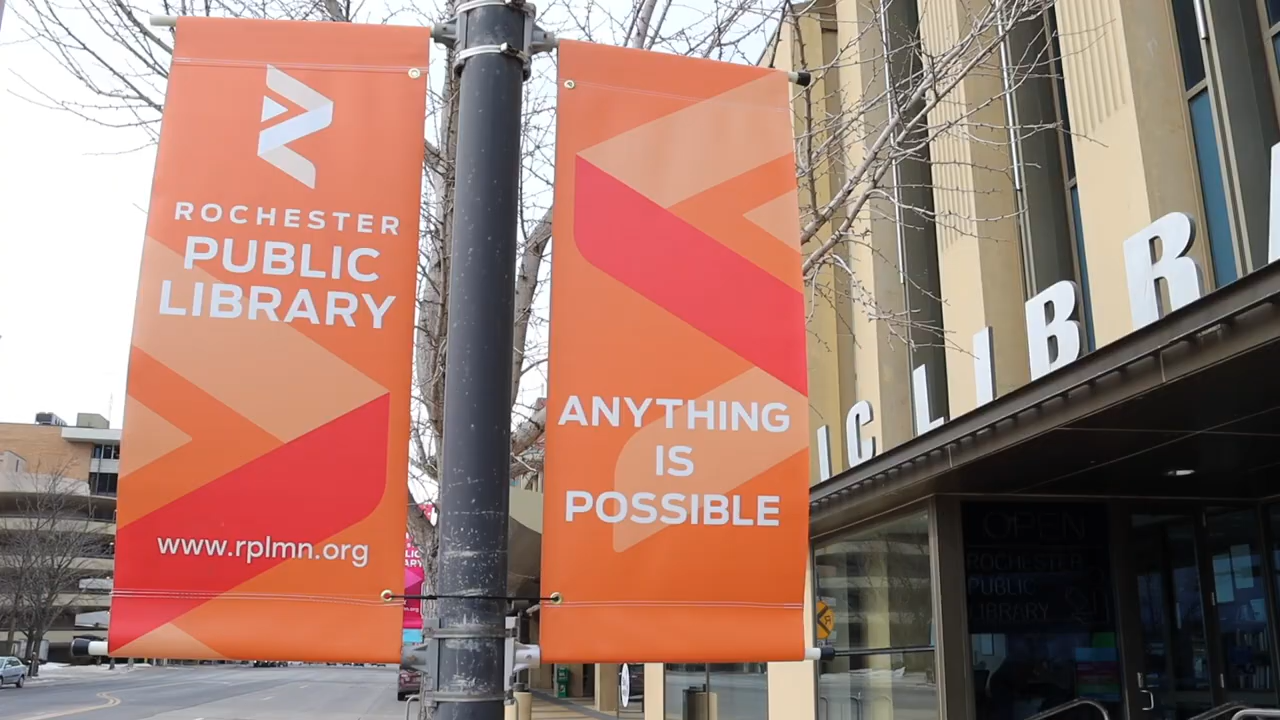 ROCHESTER
PUBLIC
LIBRARY
www.rplmn.org
ANYTHING
IS
POSSIBLE
IC LIBR
OPEN
ROCHESTER
PUBLIC
LIBRARY